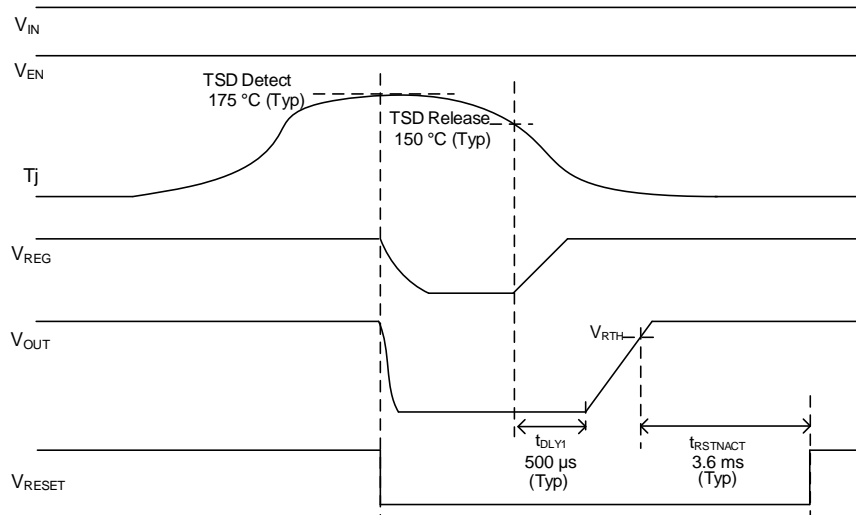 VIN
VEN
TSD Detect
175 °C (Typ)
TSD Release
150 °C (Typ)
Tj
VREG
VOUT
VRTH
tDLY1
500 µs
(Typ)
tRSTNACT
3.6 ms
(Typ)
VRESET